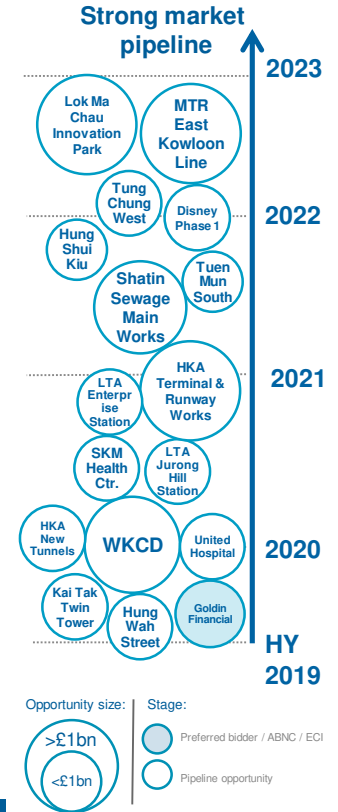 Strong market
pipeline
2023
Lok Ma
Chau
Innovation
Park
MTR
East
Kowloon
Line
Tung
Chung
West
Disney
Phase 1
2022
Hung
Shui
Kiu
Tuen
Mun
South
Shatin
Sewage
Main
Works
HKA
Terminal &
Runway
Works
2021
LTA
Enterpr
ise
Station
SKM
Health
Ctr.
LTA
Jurong
Hill
Station
HKA
New
Tunnels
WKCD
United
Hospital
2020
Kai Tak
Twin
Tower
Hung
Wah
Street
Goldin
Financial
HY
2019
Opportunity size:
>£1bn
<£1bn
Stage:
Preferred bidder / ABNC / ECI
Pipeline opportunity